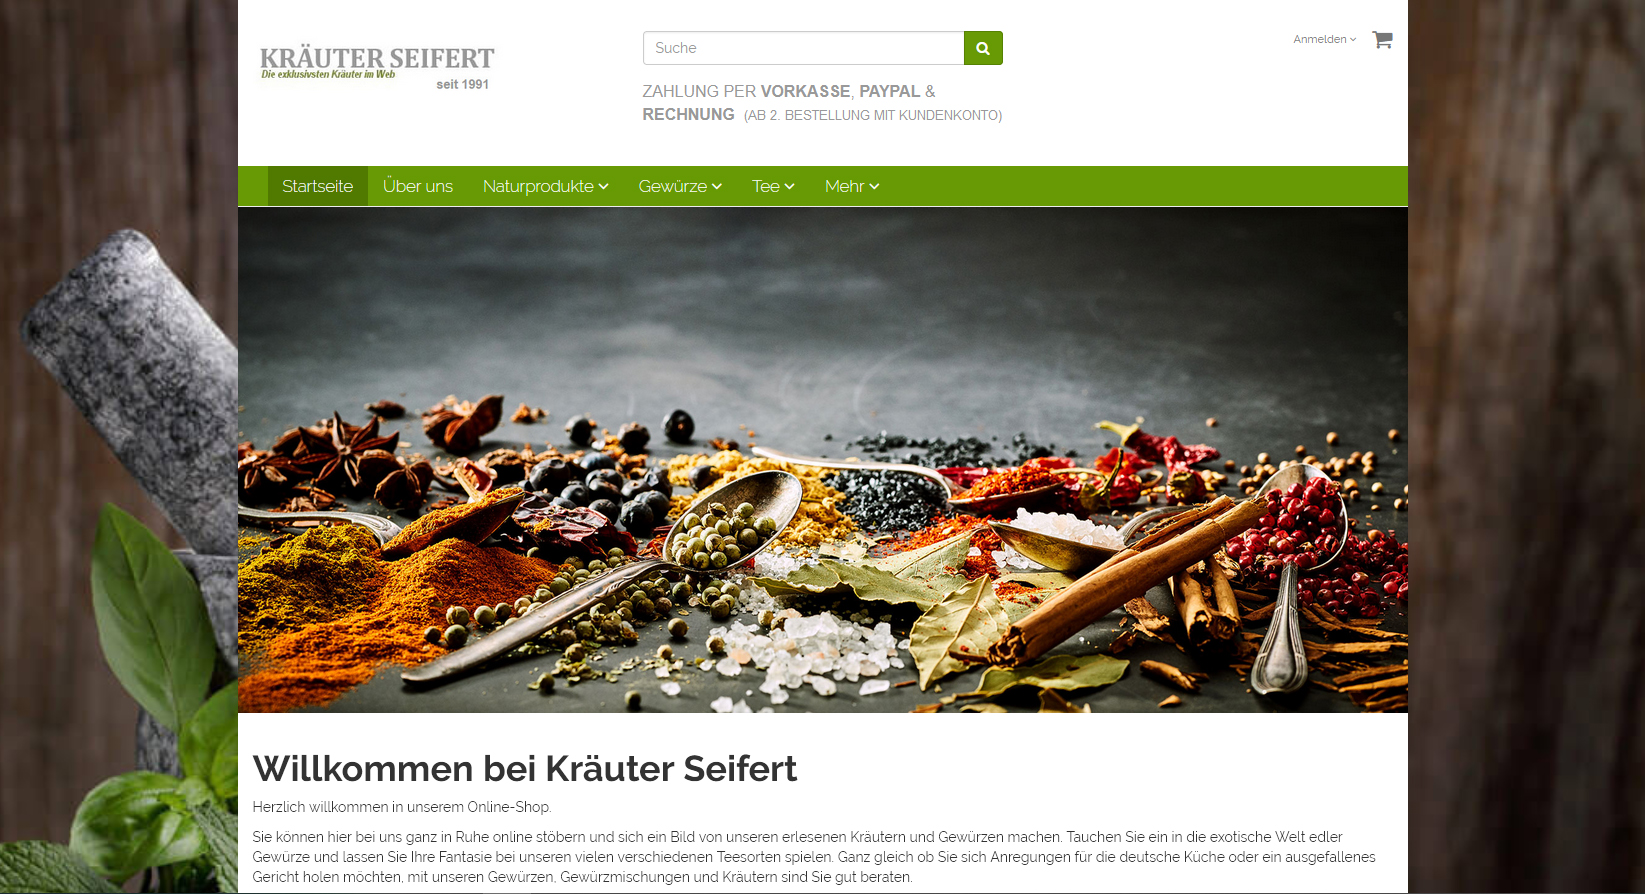 KRÄUTER SEIFERT
Die exklusivsten Kräuter im Web
seit 1991
Suche
Anmelden
ZAHLUNG PER VORKASSE, PAYPAL &
RECHNUNG (AB 2. BESTELLUNG MIT KUNDENKONTO)
Startseite Über uns Naturprodukte Gewürze Tee Mehr
Willkommen bei Kräuter Seifert
Herzlich willkommen in unserem Online-Shop.
Sie können hier bei uns ganz in Ruhe online stöbern und sich ein Bild von unseren erlesenen Kräutern und Gewürzen machen. Tauchen Sie ein in die exotische Welt edler
Gewürze und lassen Sie Ihre Fantasie bei unseren vielen verschiedenen Teesorten spielen. Ganz gleich ob Sie sich Anregungen für die deutsche Küche oder ein ausgefallenes
Gericht holen möchten, mit unseren Gewürzen, Gewürzmischungen und Kräutern sind Sie gut beraten.